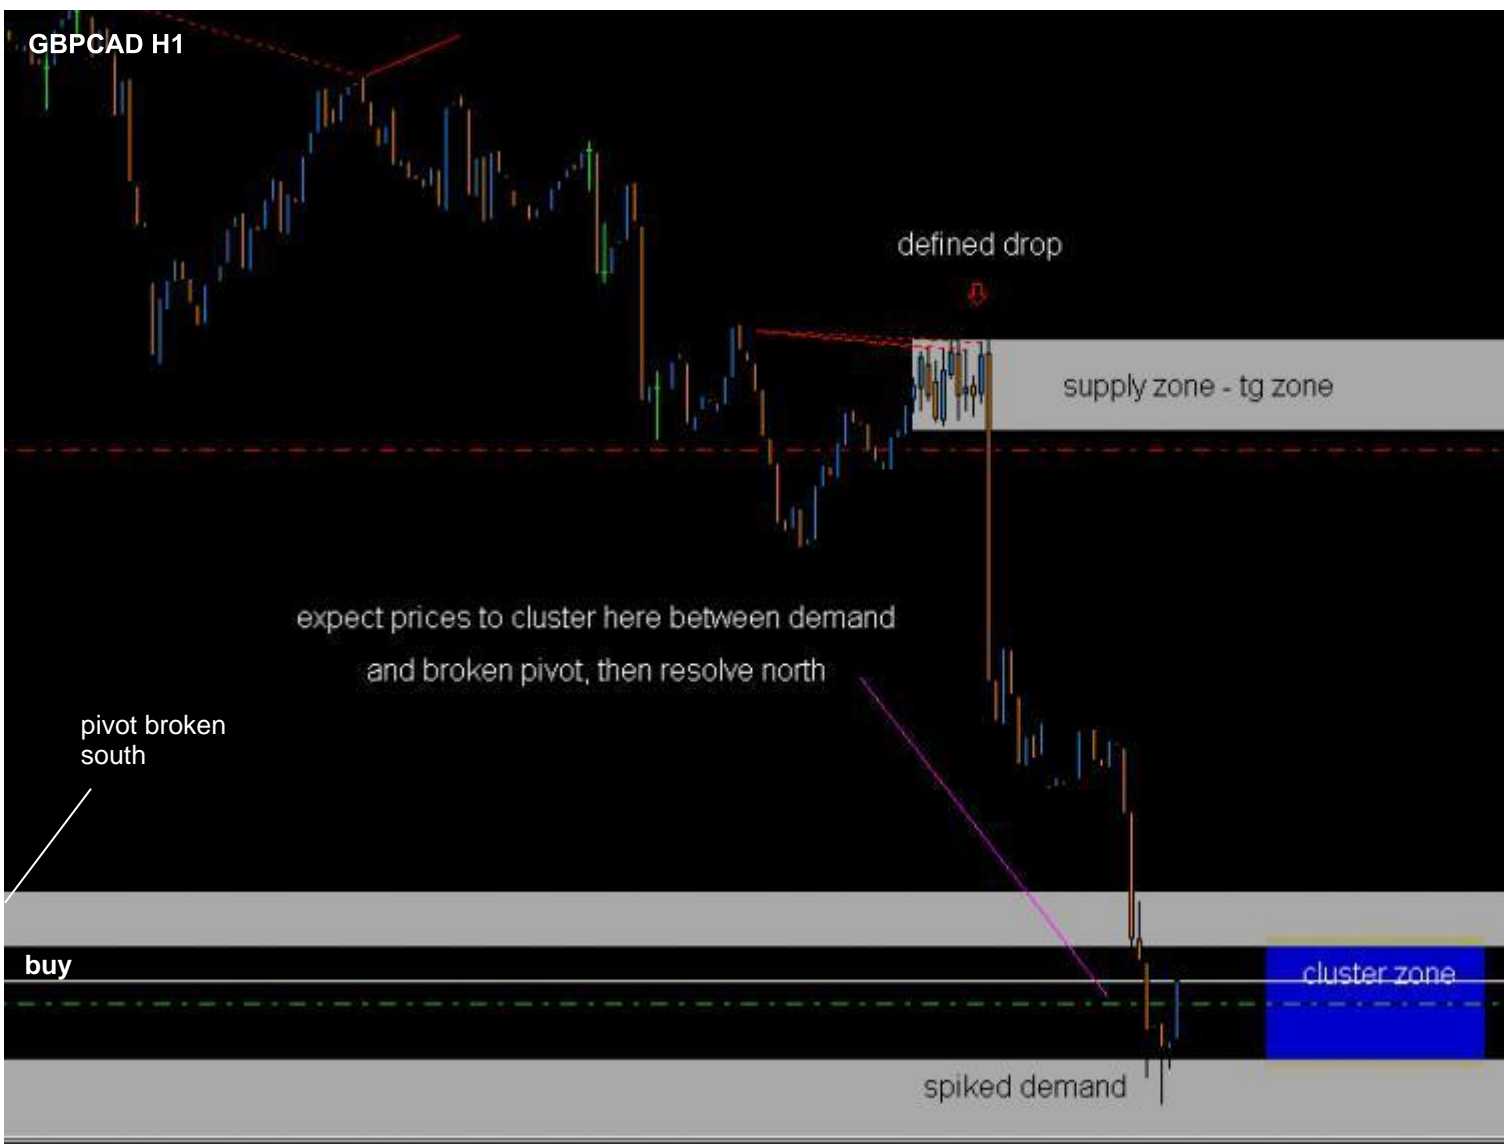 GBPCAD H1
defined drop
supply zone - tg zone
expect prices to cluster here between demand
and broken pivot, then resolve north
pivot broken
south
buy
cluster zone
spiked demand